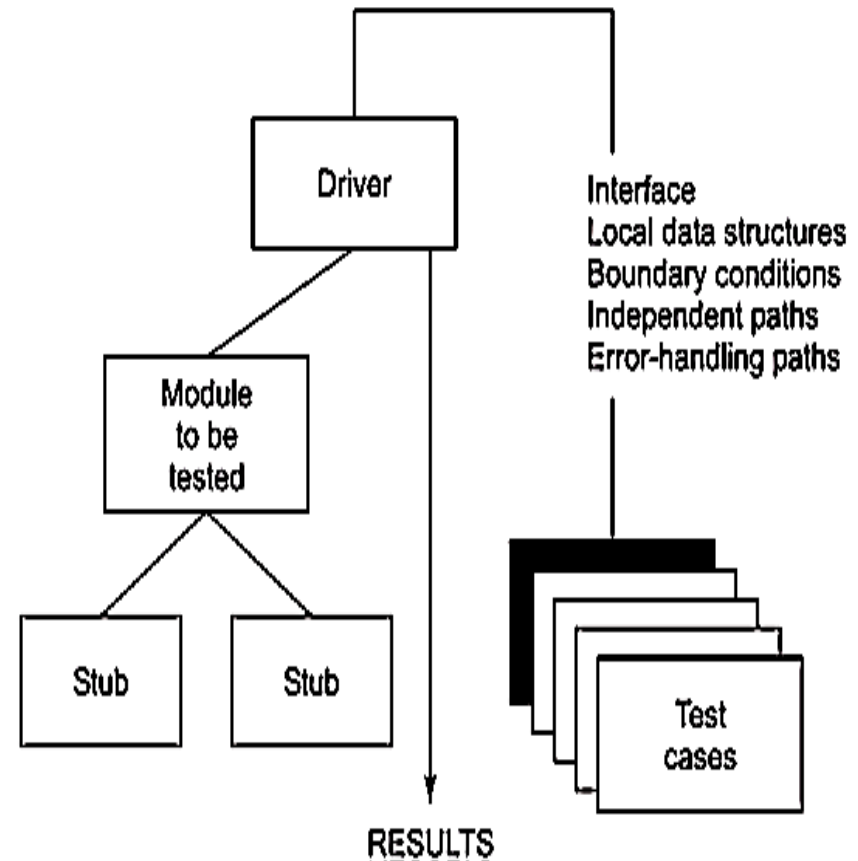 Driver
Interface
Local data structures
Boundary conditions
Independent paths
Error-handling paths
Module
to be
tested
Stub
Stub
Test
cases
RESULTS